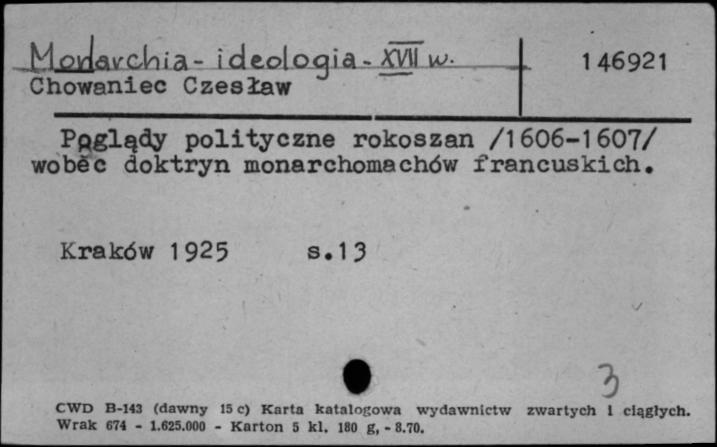 Monarchia - ideologia - XVII w. 146921
Chowaniec Czesław
Poglądy polityczne rokoszan /1606-1607/
wobec doktryn monarchomachów francuskich.
Kraków 1925 s.13
3
CWD B-143 (dawny 15 c) Karta katalogowa wydawnictw zwartych i ciągłych.
Wrak 674 - 1.625.000 - Karton 5 kl. 180 g, - 8.70.